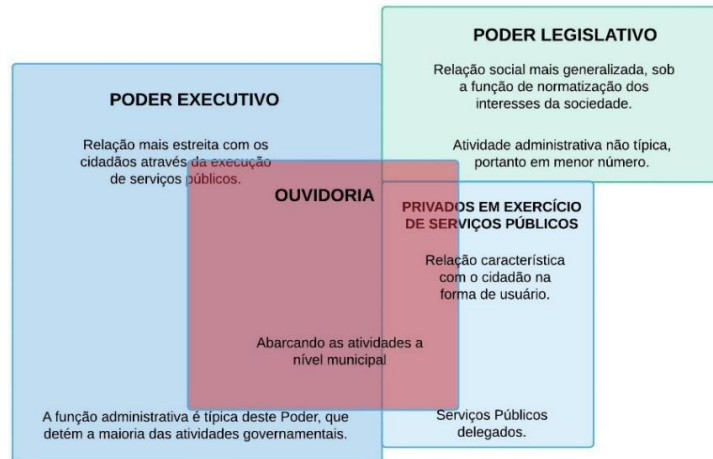 PODER LEGISLATIVO
Relação social mais generalizada, sob
a função de normatização dos
interesses da sociedade.
Atividade administrativa não típica,
portanto em menor número.
PODER EXECUTIVO
Relação mais estreita com os
cidadãos através da execução
de serviços públicos.
OUVIDORIA
Abarcando as atividades a
nível municipal
PRIVADOS EM EXERCÍCIO
DE SERVIÇOS PÚBLICOS
Relação característica
com o cidadão na
forma de usuário.
A função administrativa é típica deste Poder, que
detém a maioria das atividades governamentais.
Serviços Públicos
delegados.